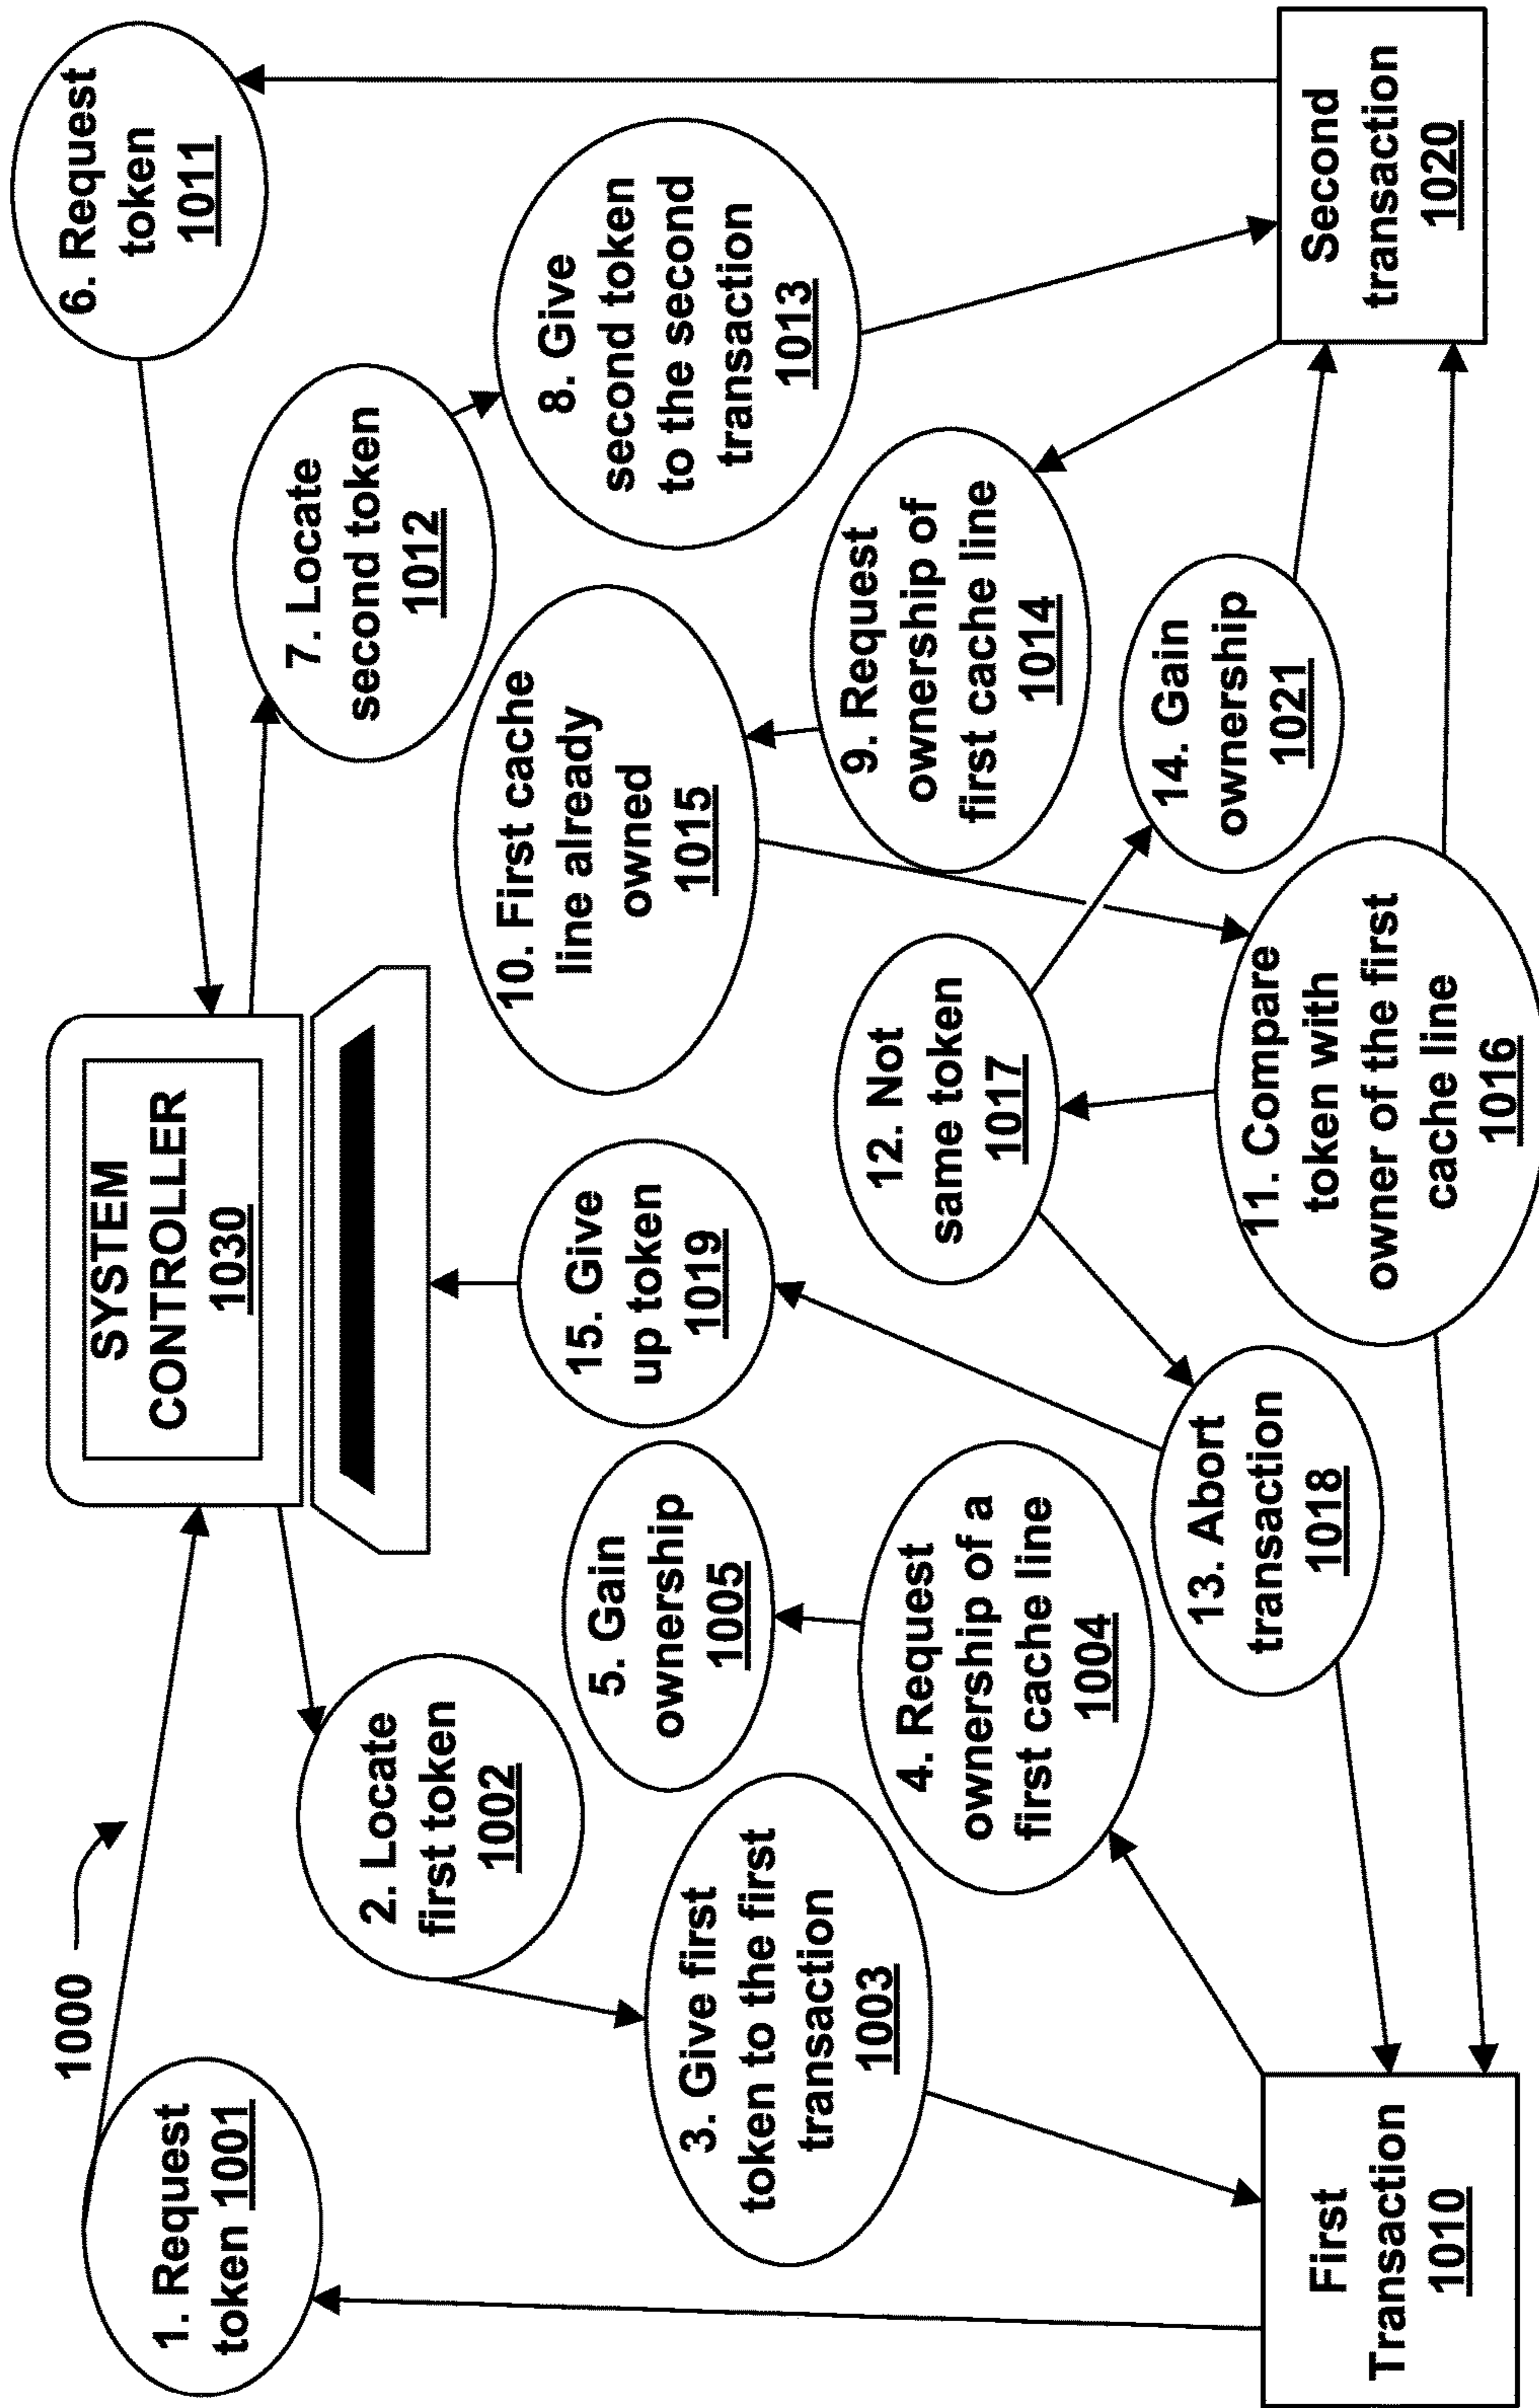 1000
SYSTEM
CONTROLLER
1030
1. Request
token 1001
2. Locate
first token
1002
3. Give first
token to the first
transaction
1003
4. Request
ownership of a
first cache line
1004
5. Gain
ownership
1005
6. Request
token
1011
7. Locate
second token
1012
8. Give
second token
to the second
transaction
1013
9. Request
ownership of
first cache line
1014
10. First cache
line already
owned
1015
11. Compare
token with
owner of the first
cache line
1016
12. Not
same token
1017
13. Abort
transaction
1018
14. Gain
ownership
1021
15. Give
up token
1019
First
Transaction
1010
Second
transaction
1020